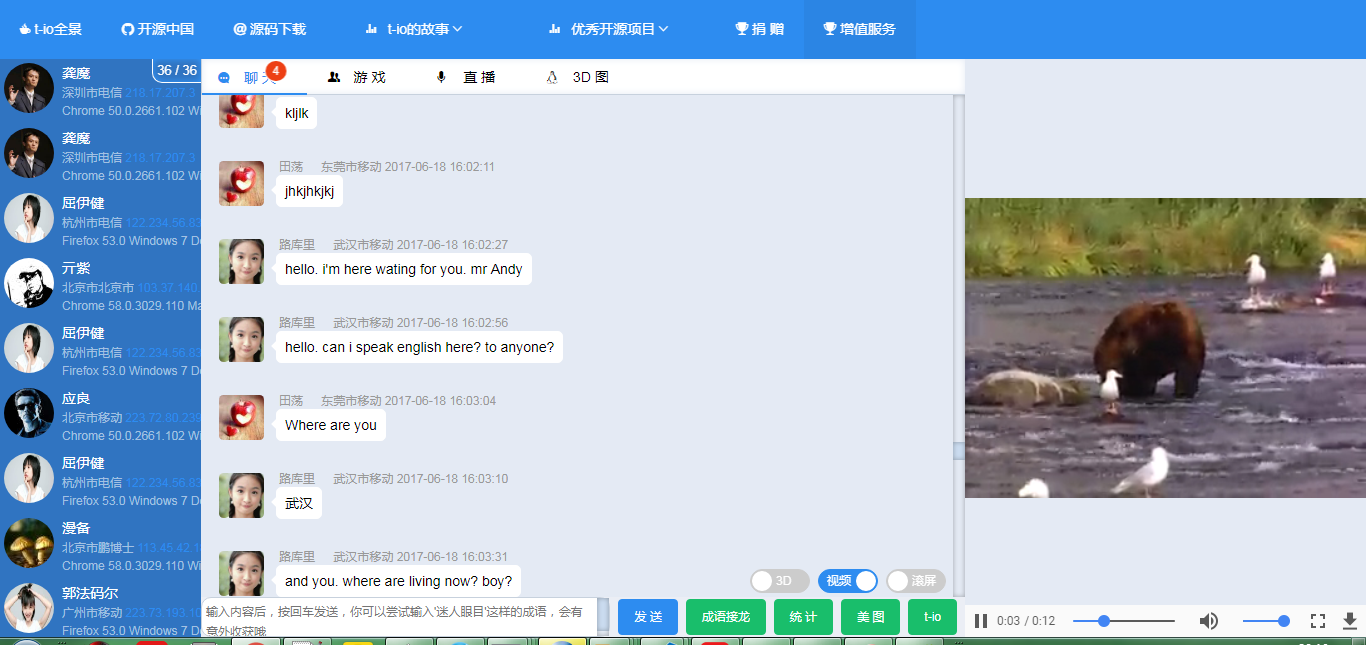 t-io全景 开源中国 @源码下载 t-io的故事 优秀开源项目 捐 赠 增值服务
36 / 36
龚魔
深圳市电信 218.17.207.3
Chrome 50.0.2661.102 Wi
龚魔
深圳市电信 218.17.207.3
Chrome 50.0.2661.102 Wi
屈伊健
杭州市电信 122.234.56.83
Firefox 53.0 Windows 7 De
亓紫
北京市北京市 103.37.140.
Chrome 58.0.3029.110 Ma
屈伊健
杭州市电信 122.234.56.83
Firefox 53.0 Windows 7 De
应良
北京市移动 223.72.80.239
Chrome 50.0.2661.102 Wi
屈伊健
杭州市电信 122.234.56.83
Firefox 53.0 Windows 7 De
漫备
北京市鹏博士 113.45.42.1
Chrome 59.0.3071.109 Wi
郭法码尔
广州市移动 223.73.193.10
Firefox 53.0 Windows 7 De
聊 天 4 游 戏 直 播 3D 图
kljlk
田荡 东莞市移动 2017-06-18 16:02:11
jhkjhkjkj
路库里 武汉市移动 2017-06-18 16:02:27
hello. i'm here wating for you. mr Andy
路库里 武汉市移动 2017-06-18 16:02:56
hello. can i speak english here? to anyone?
田荡 东莞市移动 2017-06-18 16:03:04
Where are you
路库里 武汉市移动 2017-06-18 16:03:10
武汉
路库里 武汉市移动 2017-06-18 16:03:31
and you. where are living now? boy?
3D 视频 滚屏
输入内容后，按回车发送，你可以尝试输入'迷人眼目'这样的成语，会有
意外收获哦
发 送 成语接龙 统 计 美 图 t-io
0:03 / 0:12